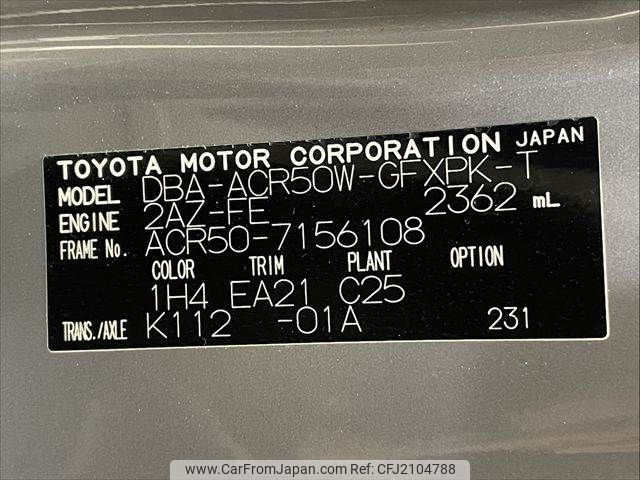 TOYOTA MOTOR CORPORATION JAPAN
MODEL DBA-ACR50W-GFXPK-T
ENGINE 2AZ-FE 2362 mL
FRAME No. ACR50-7156108
COLOR TRIM PLANT OPTION
1H4 EA21 C25
TRANS./AXLE K112 -01A 231
www.CarFromJapan.com | CFJ2104788